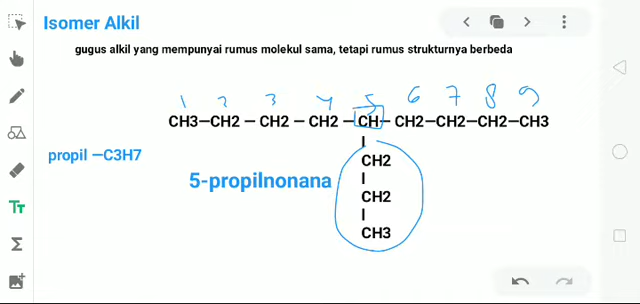 Isomer Alkil
gugus alkil yang mempunyai rumus molekul sama, tetapi rumus strukturnya berbeda
1 2 3 4 5 6 7 8 9
CH3—CH2 – CH2 – CH2 –CH– CH2–CH2–CH2–CH3
propil —C3H7
CH2
5-propilnonana
CH2
CH3